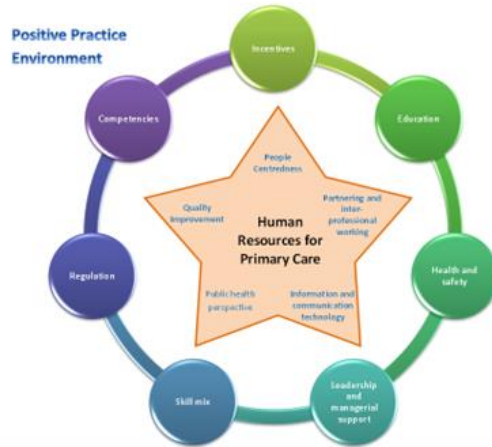 Positive Practice
Environment
Incentives
Education
Health and
safety
Leadership
and
managerial
support
Skill mix
Regulation
Competencies
People
Centredness
Partnering and
inter-
professional
working
Information and
communication
technology
Public health
perspective
Quality
Improvement
Human
Resources for
Primary Care